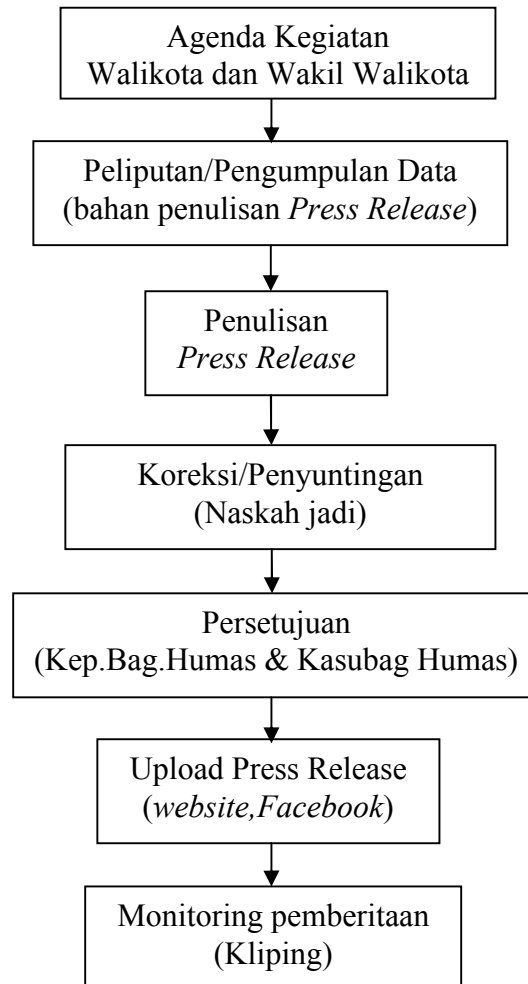 Agenda Kegiatan
Walikota dan Wakil Walikota
Peliputan/Pengumpulan Data
(bahan penulisan Press Release)
Penulisan
Press Release
Koreksi/Penyuntingan
(Naskah jadi)
Persetujuan
(Kep.Bag.Humas & Kasubag Humas)
Upload Press Release
(website,Facebook)
Monitoring pemberitaan
(Kliping)